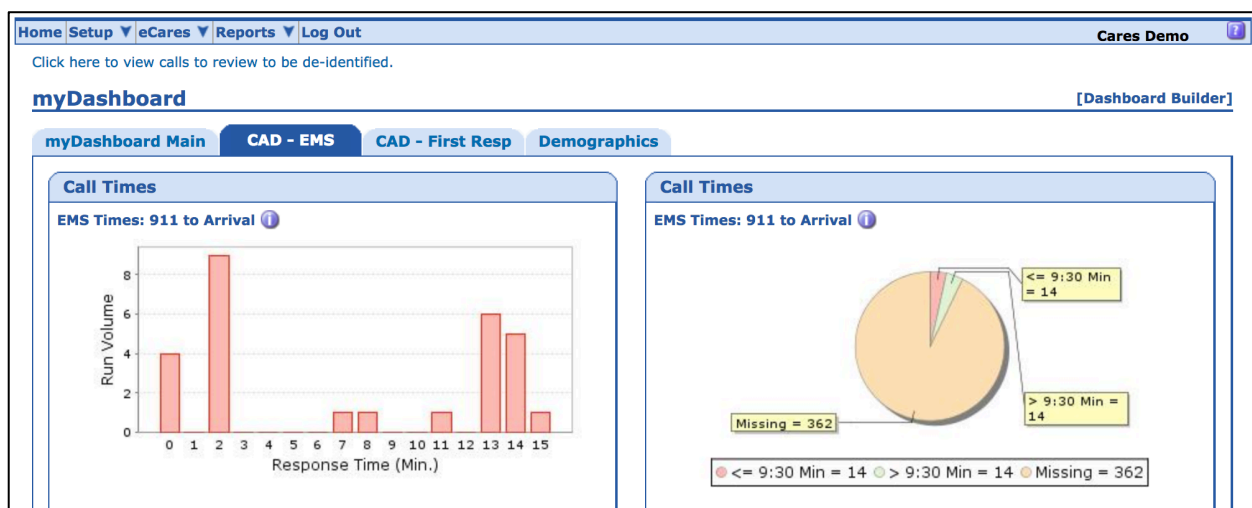 Home Setup eCares Reports Log Out
Cares Demo ?
Click here to view calls to review to be de-identified.
myDashboard
[Dashboard Builder]
myDashboard Main CAD - EMS CAD - First Resp Demographics
Call Times
EMS Times: 911 to Arrival i
Run Volume
8
6
4
2
0
0 1 2 3 4 5 6 7 8 9 10 11 12 13 14 15
Response Time (Min.)
Call Times
EMS Times: 911 to Arrival i
<= 9:30 Min
= 14
> 9:30 Min =
14
Missing = 362
<= 9:30 Min = 14 > 9:30 Min = 14 Missing = 362